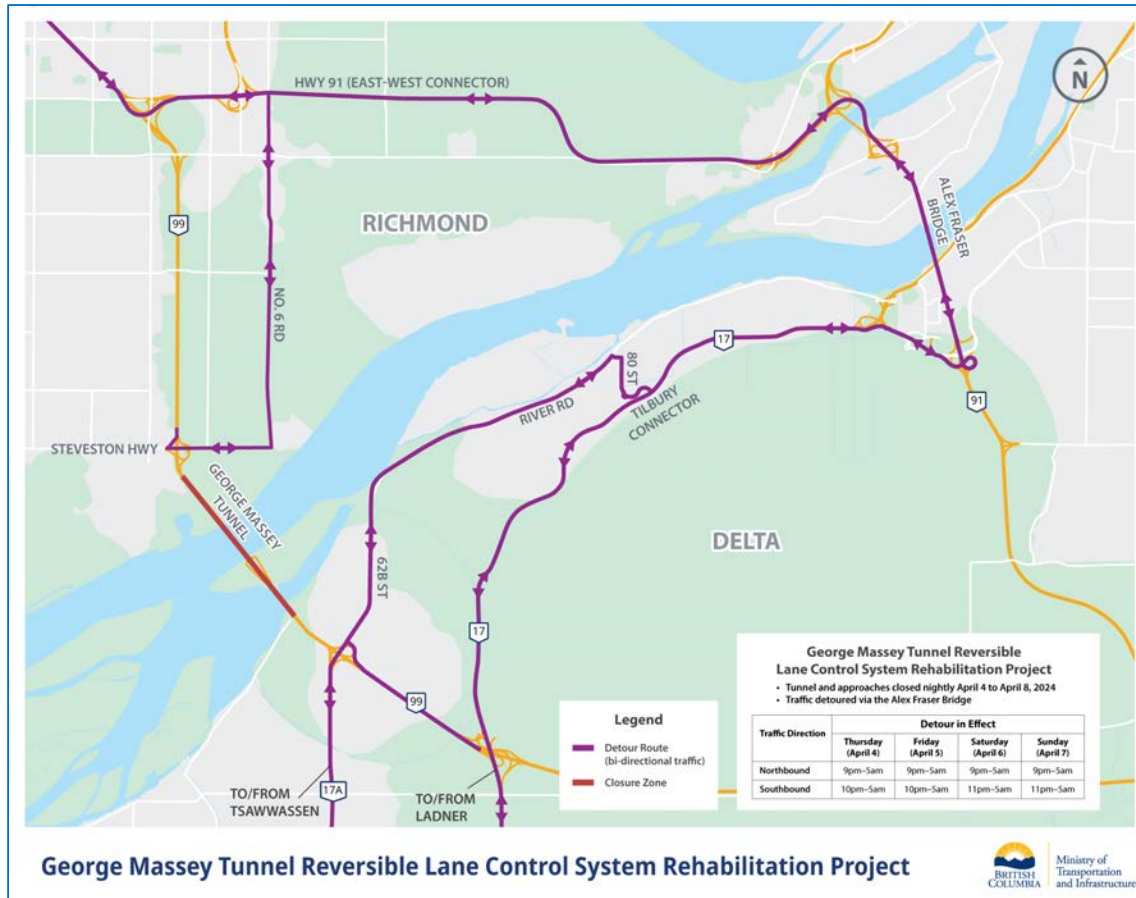 HWY 91 (EAST-WEST CONNECTOR)
N
99
RICHMOND
ALEX FRASER
BRIDGE
NO. 6 RD
17
80 ST
RIVER RD
TILBURY
CONNECTOR
91
STEVESTON HWY
GEORGE MASSEY
TUNNEL
DELTA
62B ST
17
99
TO/FROM
TSAWWASSEN
17A
TO/FROM
LADNER
Legend
Detour Route
(bi-directional traffic)
Closure Zone
George Massey Tunnel Reversible
Lane Control System Rehabilitation Project
• Tunnel and approaches closed nightly April 4 to April 8, 2024
• Traffic detoured via the Alex Fraser Bridge
Traffic Direction Detour in Effect
Thursday (April 4) Friday (April 5) Saturday (April 6) Sunday (April 7)
Northbound 9pm–5am 9pm–5am 9pm–5am 9pm–5am
Southbound 10pm–5am 10pm–5am 11pm–5am 11pm–5am
George Massey Tunnel Reversible Lane Control System Rehabilitation Project
BRITISH
COLUMBIA
Ministry of
Transportation
and Infrastructure